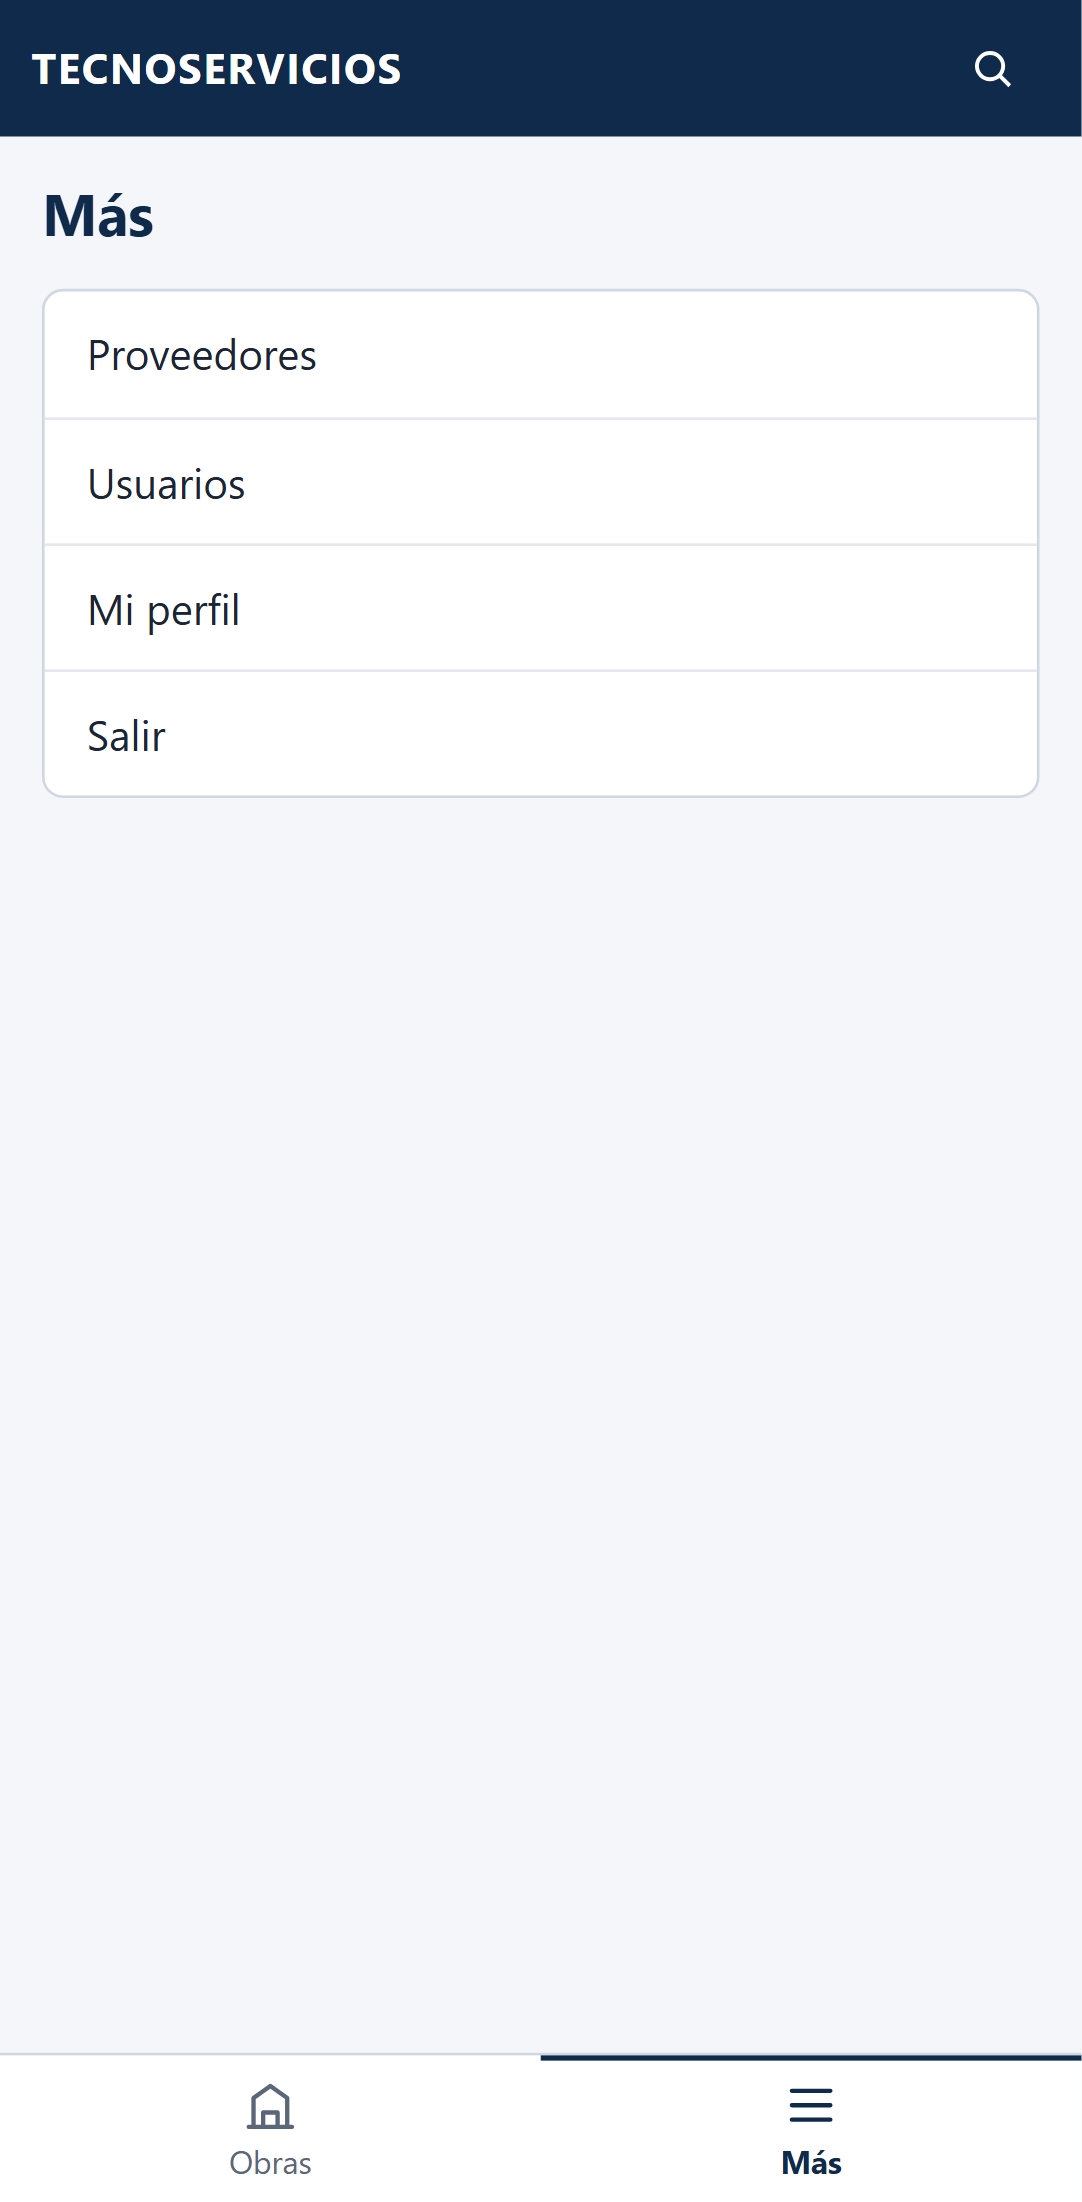 TECNOSERVICIOS
Más
Proveedores
Usuarios
Mi perfil
Salir
Obras
Más